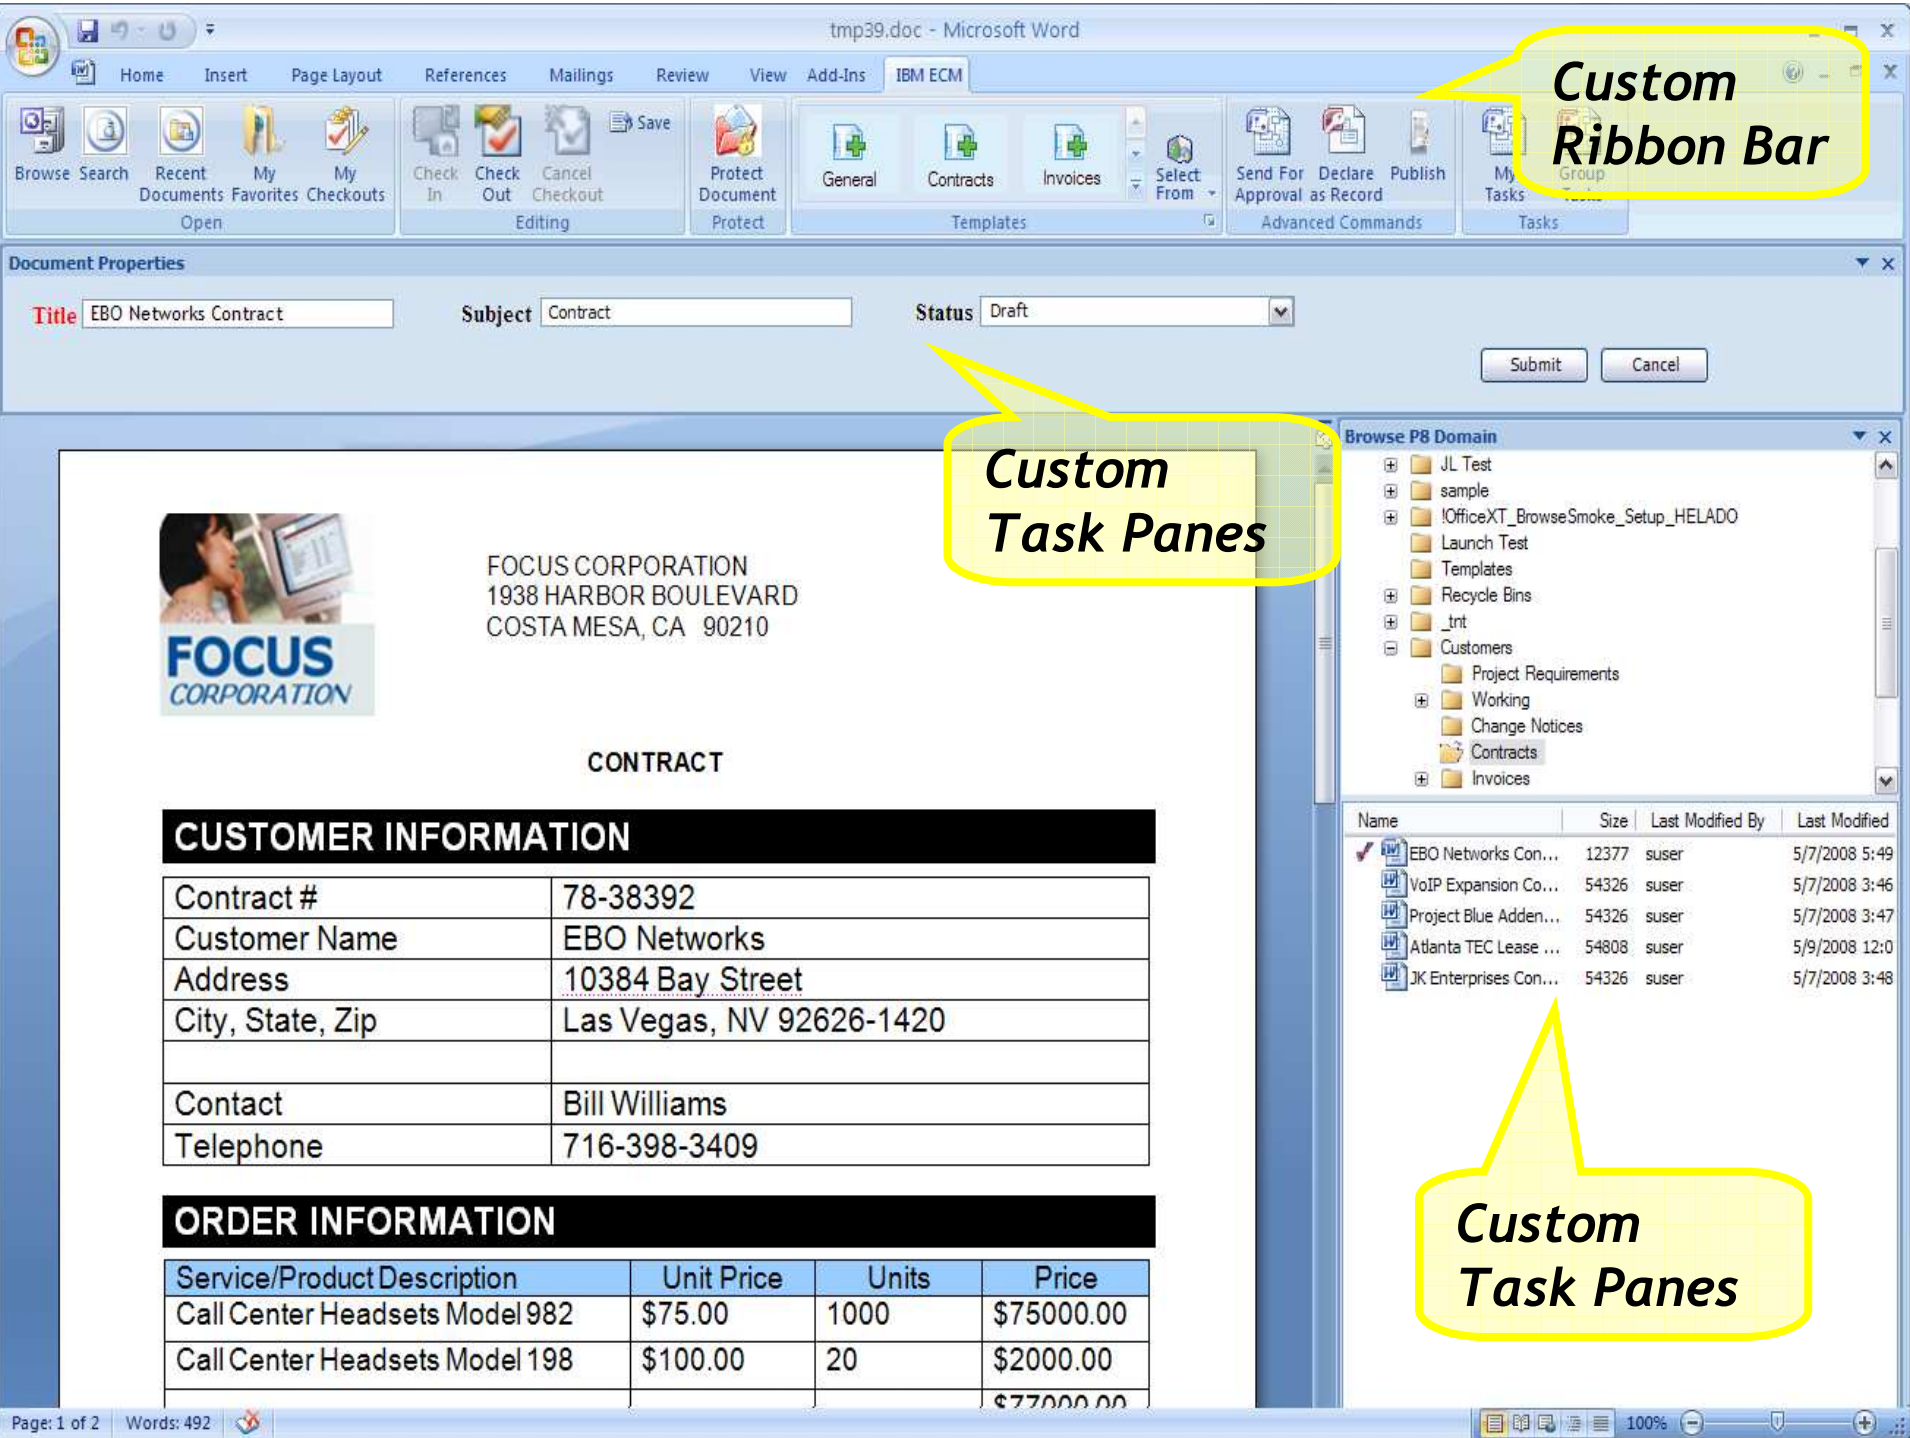 tmp39.doc - Microsoft Word
Home Insert Page Layout References Mailings Review View Add-Ins IBM ECM
Browse Search Recent Documents My Favorites My Checkouts
Open
Check In Check Out Cancel Checkout Save
Editing
Protect Document
Protect
General Contracts Invoices Select From
Templates
Send For Approval Declare as Record Publish
Advanced Commands
My Tasks Group Tasks
Tasks
Custom
Ribbon Bar
Document Properties
Title EBO Networks Contract Subject Contract Status Draft
Submit Cancel
Custom
Task Panes
FOCUS
CORPORATION
FOCUS CORPORATION
1938 HARBOR BOULEVARD
COSTA MESA, CA 90210
CONTRACT
CUSTOMER INFORMATION
Contract # 78-38392
Customer Name EBO Networks
Address 10384 Bay Street
City, State, Zip Las Vegas, NV 92626-1420
Contact Bill Williams
Telephone 716-398-3409
ORDER INFORMATION
Service/Product Description Unit Price Units Price
Call Center Headsets Model 982 $75.00 1000 $75000.00
Call Center Headsets Model 198 $100.00 20 $2000.00
$77000.00
Browse P8 Domain
JL Test
sample
!OfficeXT_BrowseSmoke_Setup_HELADO
Launch Test
Templates
Recycle Bins
_tnt
Customers
Project Requirements
Working
Change Notices
Contracts
Invoices
Name Size Last Modified By Last Modified
EBO Networks Con... 12377 suser 5/7/2008 5:49
VoIP Expansion Co... 54326 suser 5/7/2008 3:46
Project Blue Adden... 54326 suser 5/7/2008 3:47
Atlanta TEC Lease ... 54808 suser 5/9/2008 12:0
JK Enterprises Con... 54326 suser 5/7/2008 3:48
Custom
Task Panes
Page: 1 of 2 Words: 492 100%